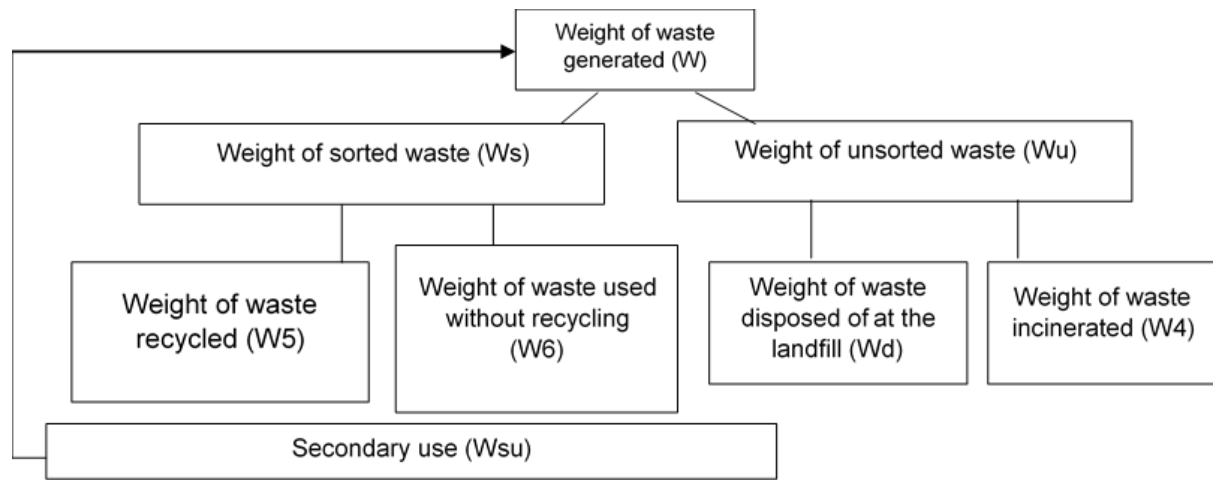 Weight of waste
generated (W)
Weight of sorted waste (Ws)
Weight of unsorted waste (Wu)
Weight of waste
recycled (W5)
Weight of waste used
without recycling
(W6)
Weight of waste
disposed of at the
landfill (Wd)
Weight of waste
incinerated (W4)
Secondary use (Wsu)